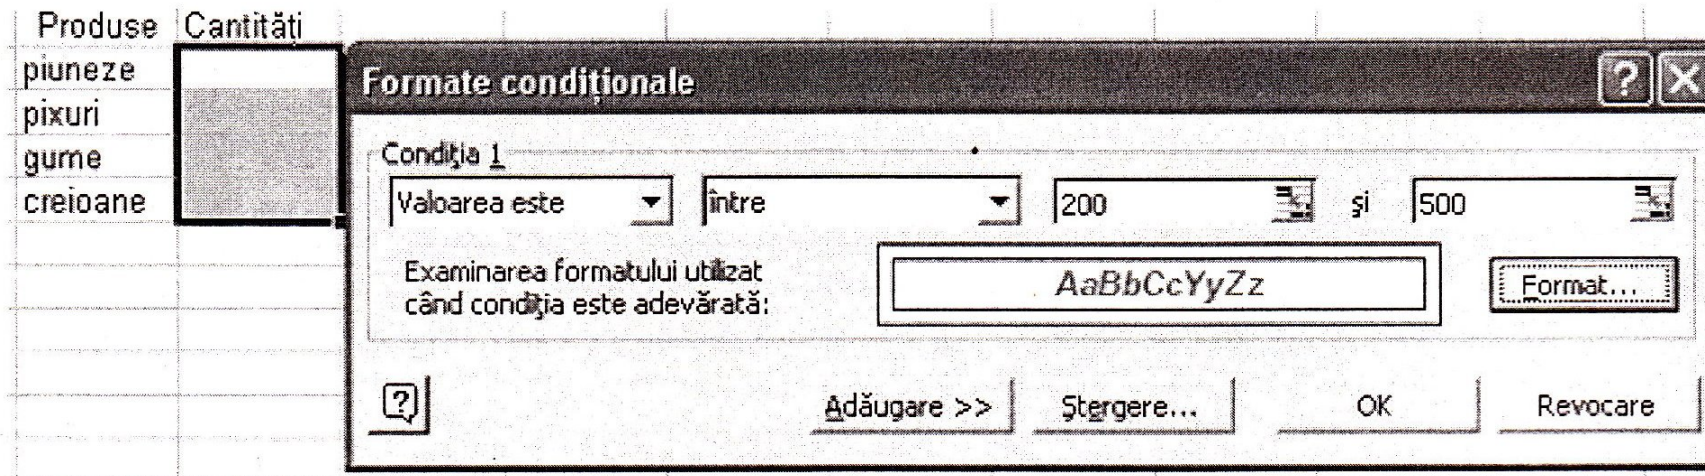 Produse Cantități
piuneze
pixuri
gume
creioane
Formate condiționale
Condiția 1
Valoarea este între 200 și 500
Examinarea formatului utilizat
când condiția este adevărată:
AaBbCcYyZz
Format...
Adăugare >> Ștergere... OK Revocare